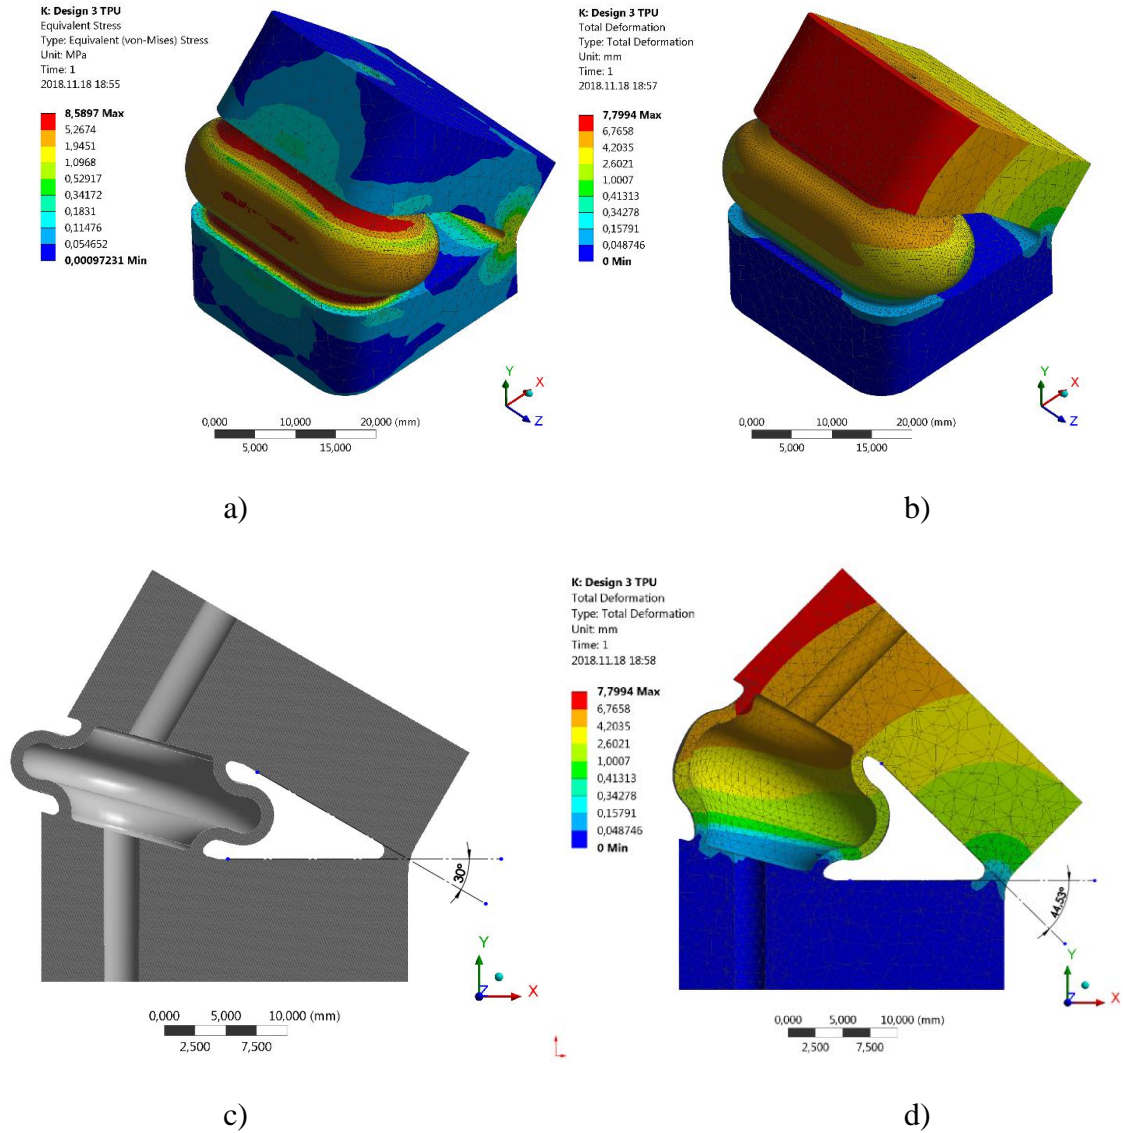 K: Design 3 TPU
Equivalent Stress
Type: Equivalent (von-Mises) Stress
Unit: MPa
Time: 1
2018.11.18 18:55
8,5897 Max
5,2674
1,9451
1,0968
0,52917
0,34172
0,1831
0,11476
0,054652
0,00097231 Min
Y
X
Z
0,000 10,000 20,000 (mm)
5,000 15,000
a)
K: Design 3 TPU
Total Deformation
Type: Total Deformation
Unit: mm
Time: 1
2018.11.18 18:57
7,7994 Max
6,7658
4,2035
2,6021
1,0007
0,41313
0,34278
0,15791
0,048746
0 Min
Y
X
Z
0,000 10,000 20,000 (mm)
5,000 15,000
b)
30°
Y
Z X
0,000 5,000 10,000 (mm)
2,500 7,500
c)
K: Design 3 TPU
Total Deformation
Type: Total Deformation
Unit: mm
Time: 1
2018.11.18 18:58
7,7994 Max
6,7658
4,2035
2,6021
1,0007
0,41313
0,34278
0,15791
0,048746
0 Min
44.53°
Y
Z X
0,000 5,000 10,000 (mm)
2,500 7,500
d)